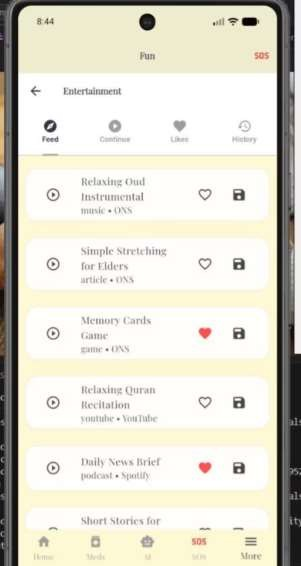 8:44
Fun
SOS
Entertainment
Feed
Continue
Likes
History
Relaxing Oud
Instrumental
music • ONS
Simple Stretching
for Elders
article • ONS
Memory Cards
Game
game • ONS
Relaxing Quran
Recitation
youtube • YouTube
Daily News Brief
podcast • Spotify
Short Stories for
Home
Meds
AI
SOS
SOS
More